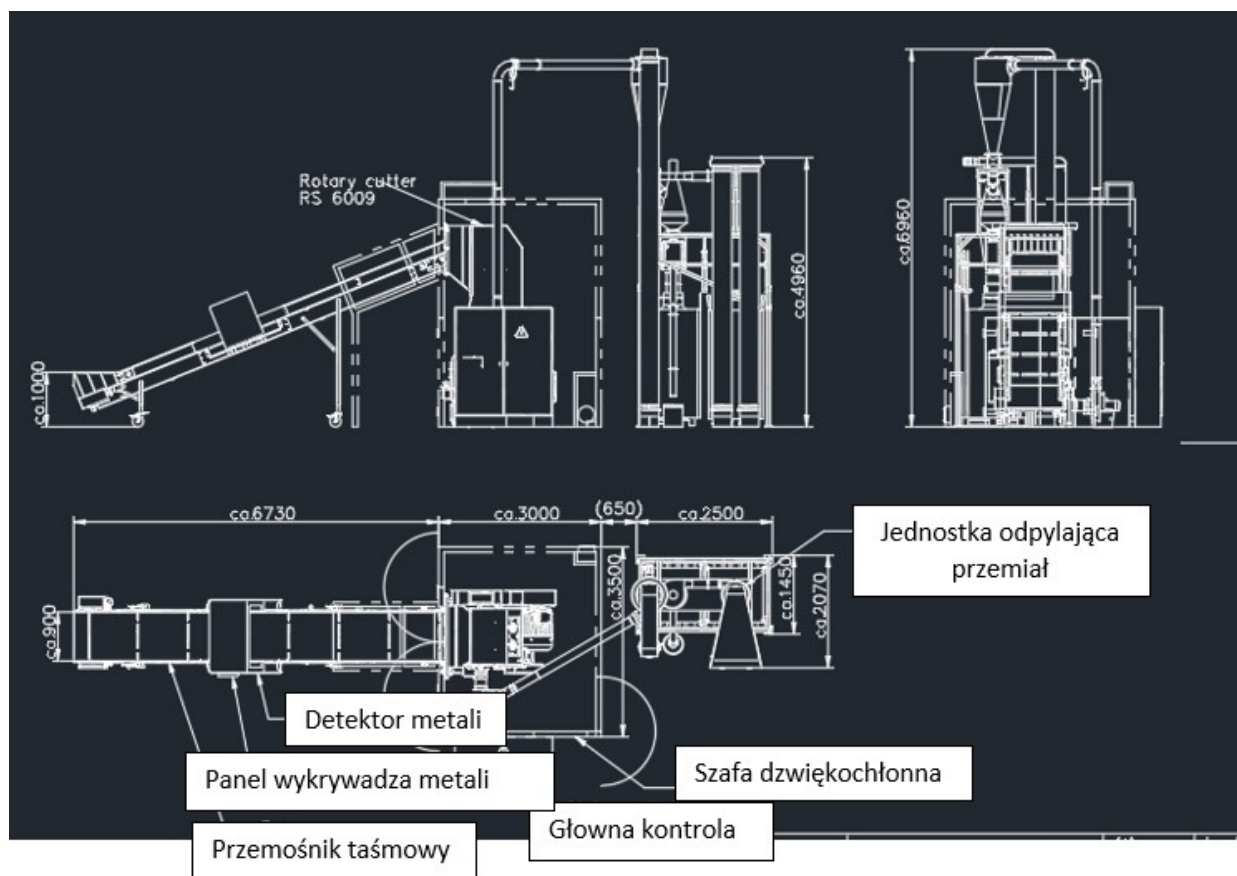 Rotary cutter
RS 6009
ca.1000
ca.4960
ca.6960
ca.6730
ca.3000
(650)
ca.2500
Jednostka odpylająca
przemiał
ca.900
ca.3500
ca.1450
ca.2070
Detektor metali
Panel wykrywadza metali
Szafa dzwiękochłonna
Głowna kontrola
Przemośnik taśmowy